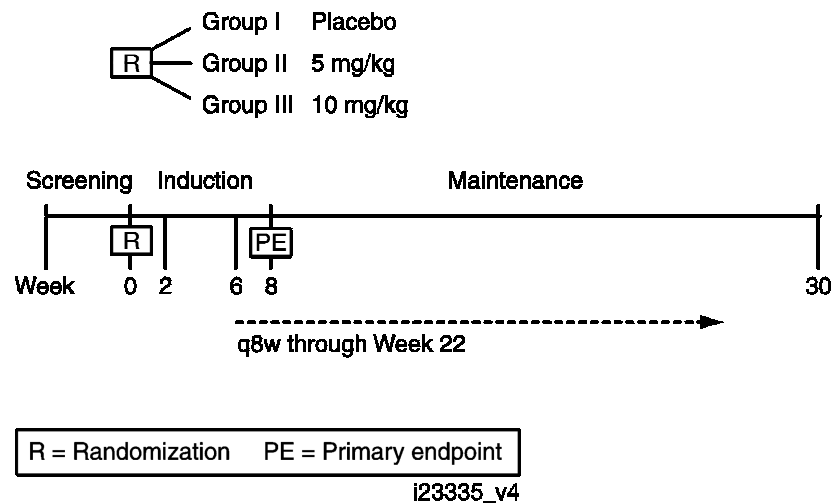 Group I Placebo
R Group II 5 mg/kg
Group III 10 mg/kg
Screening Induction Maintenance
R PE
Week 0 2 6 8 30
q8w through Week 22
R = Randomization PE = Primary endpoint
i23335_v4